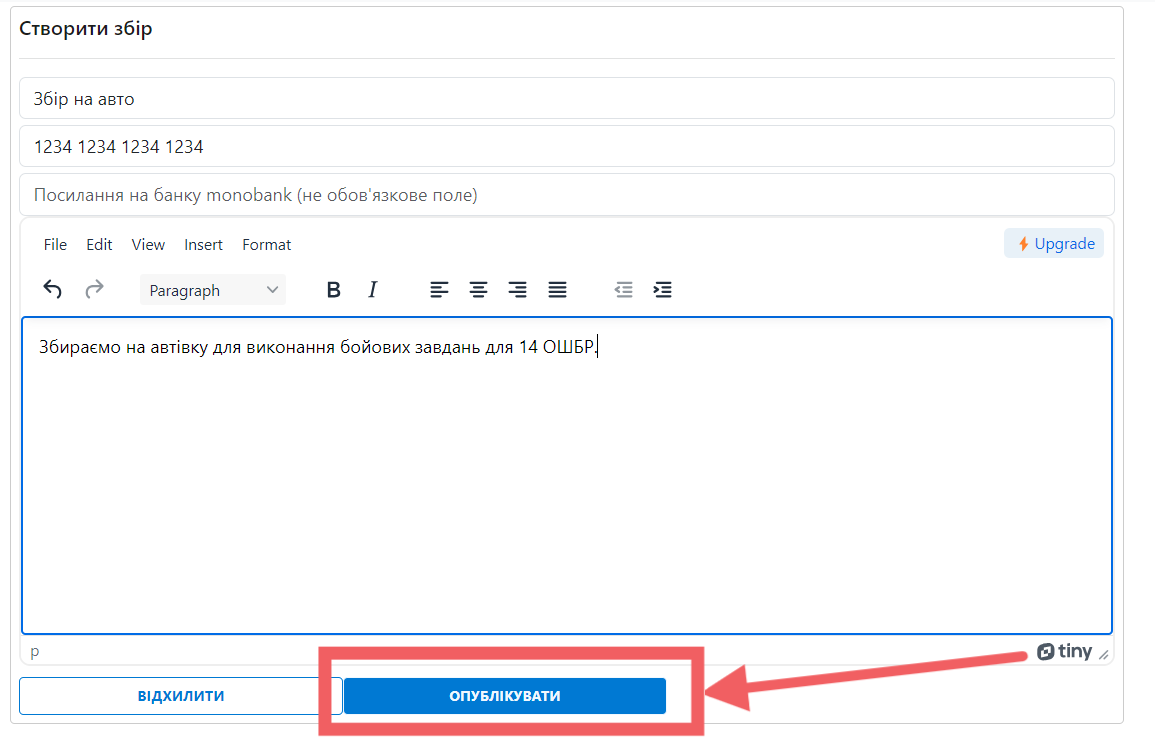 Створити збір
Збір на авто
1234 1234 1234 1234
Посилання на банку monobank (не обов'язкове поле)
File Edit View Insert Format Upgrade
Paragraph B I
Збираємо на автівку для виконання бойових завдань для 14 ОШБР.
p tiny
ВІДХИЛИТИ ОПУБЛІКУВАТИ